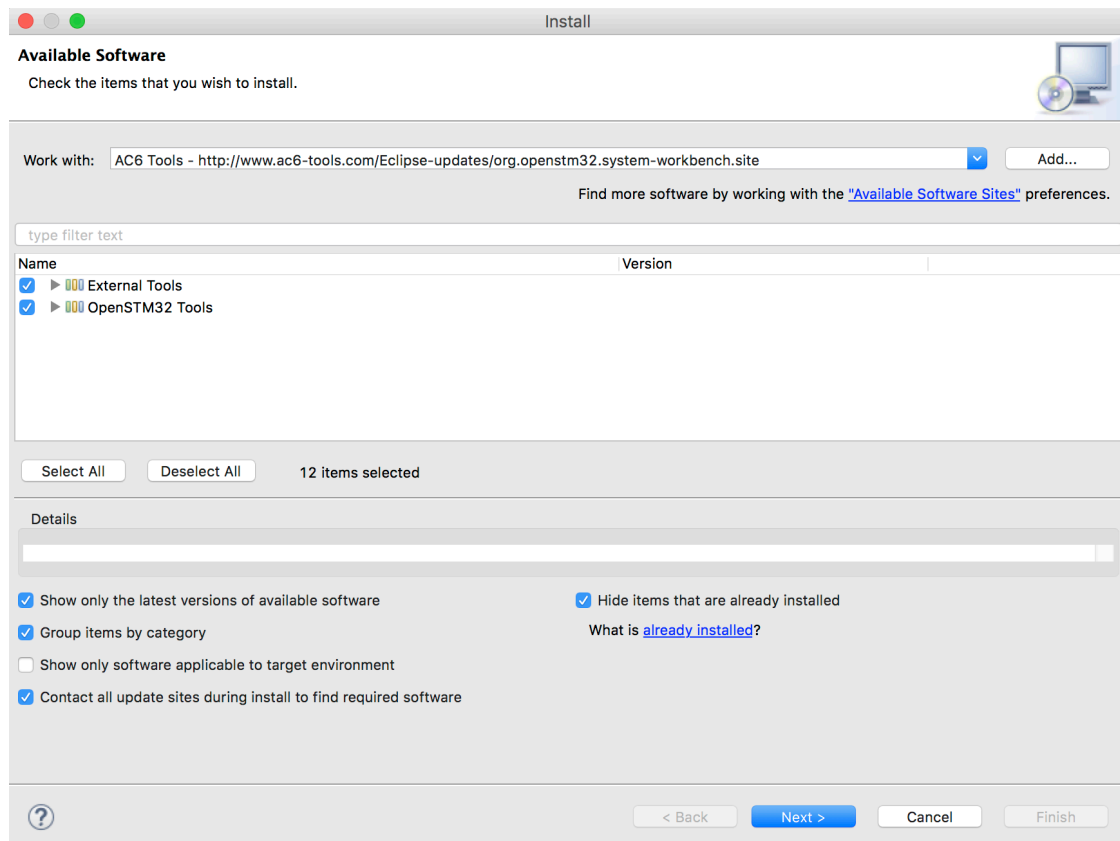 Install
Available Software
Check the items that you wish to install.
Work with: AC6 Tools - http://www.ac6-tools.com/Eclipse-updates/org.openstm32.system-workbench.site Add...
Find more software by working with the "Available Software Sites" preferences.
type filter text
Name Version
External Tools
OpenSTM32 Tools
Select All Deselect All 12 items selected
Details
Show only the latest versions of available software Hide items that are already installed
Group items by category What is already installed?
Show only software applicable to target environment
Contact all update sites during install to find required software
? < Back Next > Cancel Finish